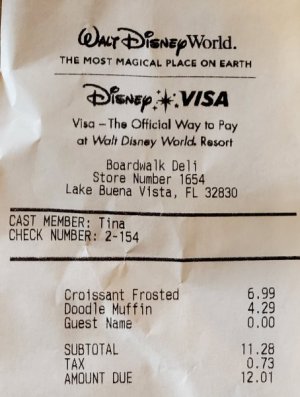 Walt Disney World.
THE MOST MAGICAL PLACE ON EARTH
Disney VISA
Visa – The Official Way to Pay
at Walt Disney World. Resort
Boardwalk Deli
Store Number 1654
Lake Buena Vista, FL 32830
CAST MEMBER: Tina
CHECK NUMBER: 2-154
Croissant Frosted 6.99
Doodle Muffin 4.29
Guest Name 0.00
SUBTOTAL 11.28
TAX 0.73
AMOUNT DUE 12.01